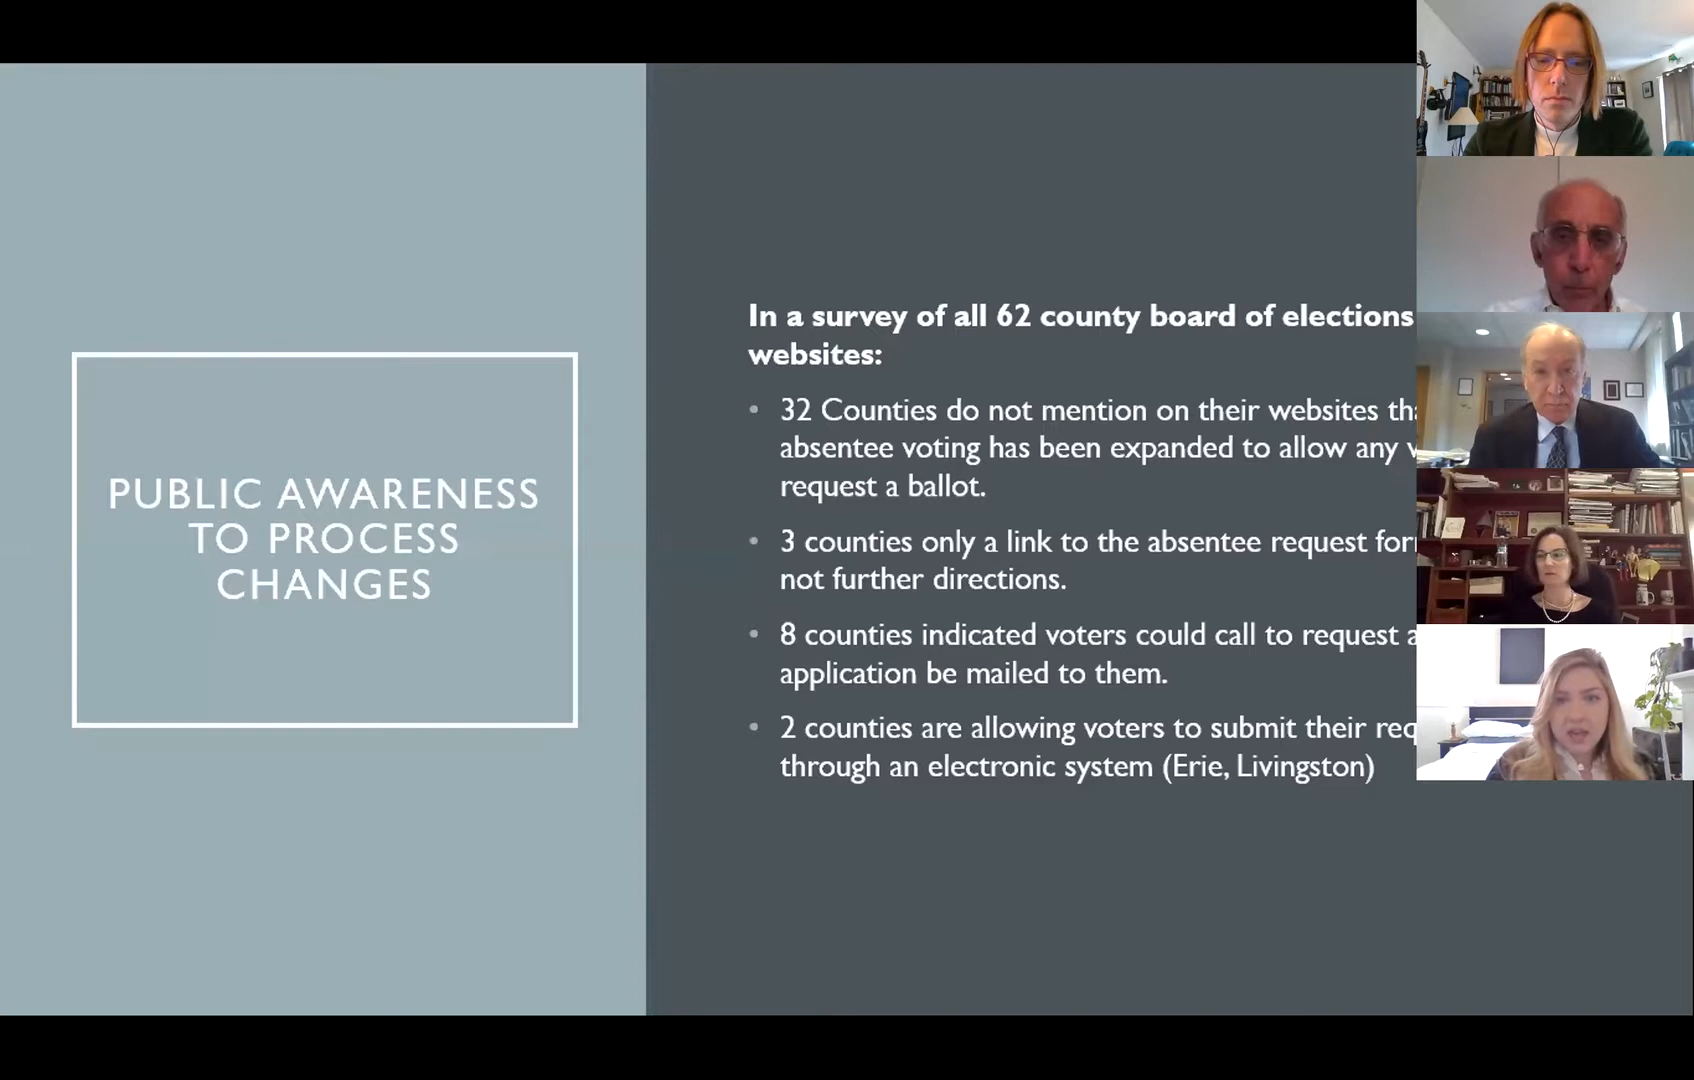 PUBLIC AWARENESS
TO PROCESS
CHANGES
In a survey of all 62 county board of elections
websites:
• 32 Counties do not mention on their websites
absentee voting has been expanded to allow any
request a ballot.
• 3 counties only a link to the absentee request
not further directions.
• 8 counties indicated voters could call to request
application be mailed to them.
• 2 counties are allowing voters to submit their
through an electronic system (Erie, Livingston)